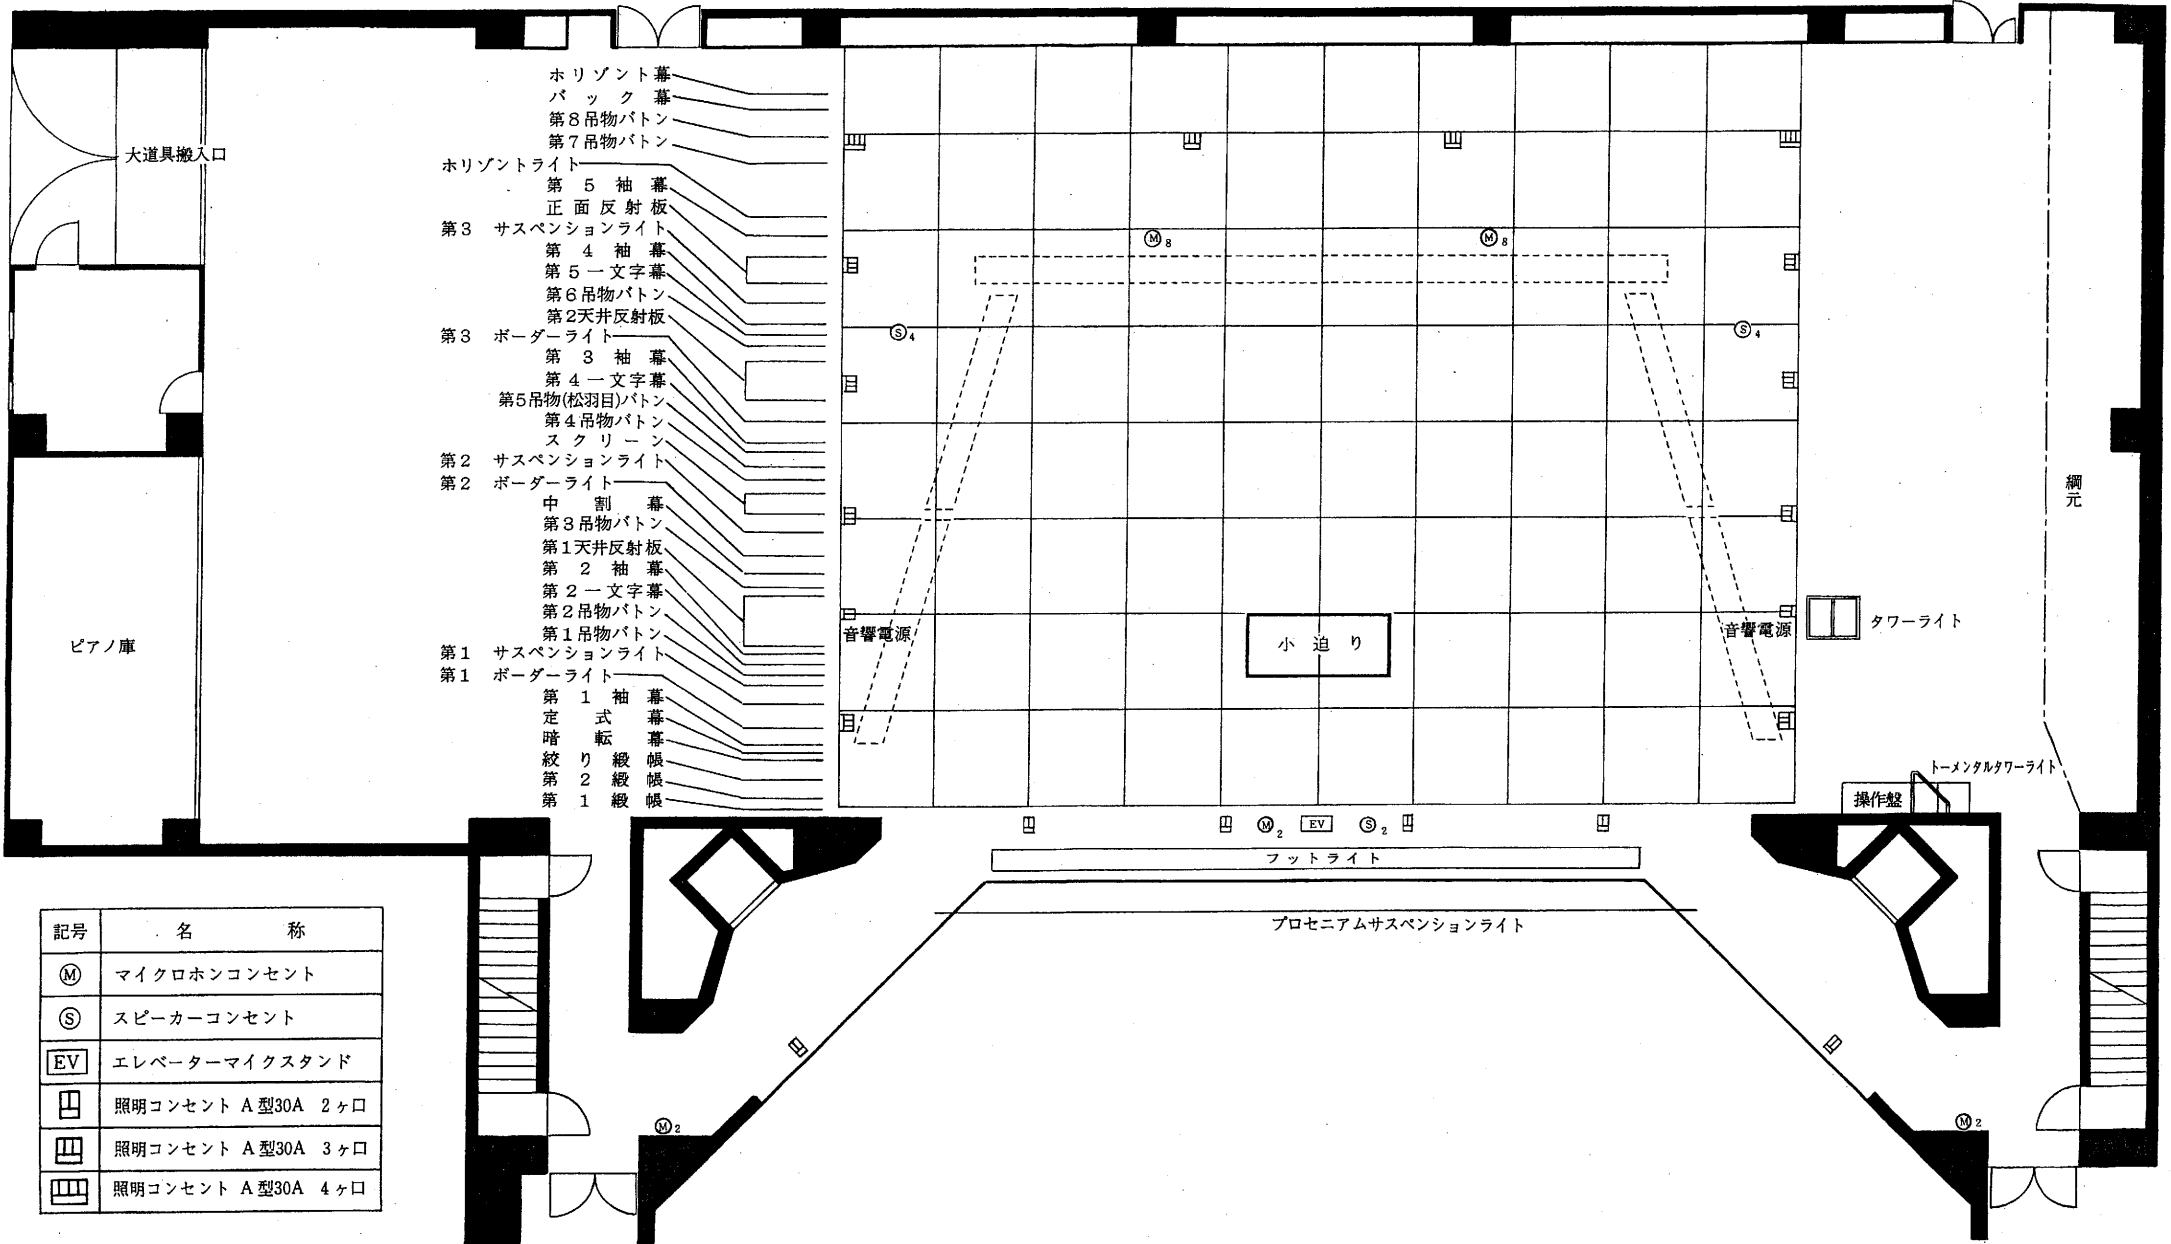 ホリゾント幕
バック幕
第8吊物バトン
第7吊物バトン
大道具搬入口
ホリゾントライト
第5袖幕
正面反射板
第3 サスペンションライト
第4袖幕
第5一文字幕
第6吊物バトン
第2天井反射板
第3 ボーダーライト
第3袖幕
第4一文字幕
第5吊物(松羽目)バトン
第4吊物バトン
スクリーン
第2 サスペンションライト
第2 ボーダーライト
中割幕
第3吊物バトン
第1天井反射板
第2袖幕
第2一文字幕
第2吊物バトン
第1吊物バトン
第1 サスペンションライト
第1 ボーダーライト
第1袖幕
定式幕
暗転幕
絞り緞帳
第2緞帳
第1緞帳
ピアノ庫
M8
M8
S4
S4
音響電源
小迫り
音響電源
タワーライト
綱元
トーメンタルタワーライト
操作盤
M2
EV
S2
フットライト
プロセニアムサスペンションライト
M2
M2
記号 名称
M マイクロホンコンセント
S スピーカーコンセント
EV エレベーターマイクスタンド
照明コンセント A型30A 2ヶ口
照明コンセント A型30A 3ヶ口
照明コンセント A型30A 4ヶ口